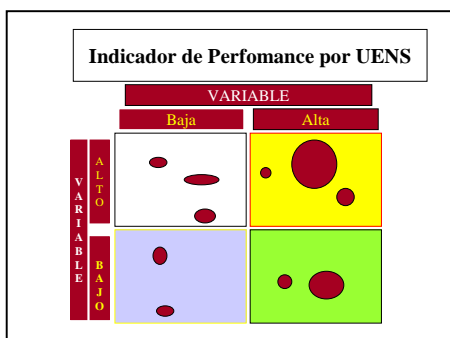 Indicador de Perfomance por UENS
VARIABLE
Baja
Alta
VARIABLE
ALTO
BAJO